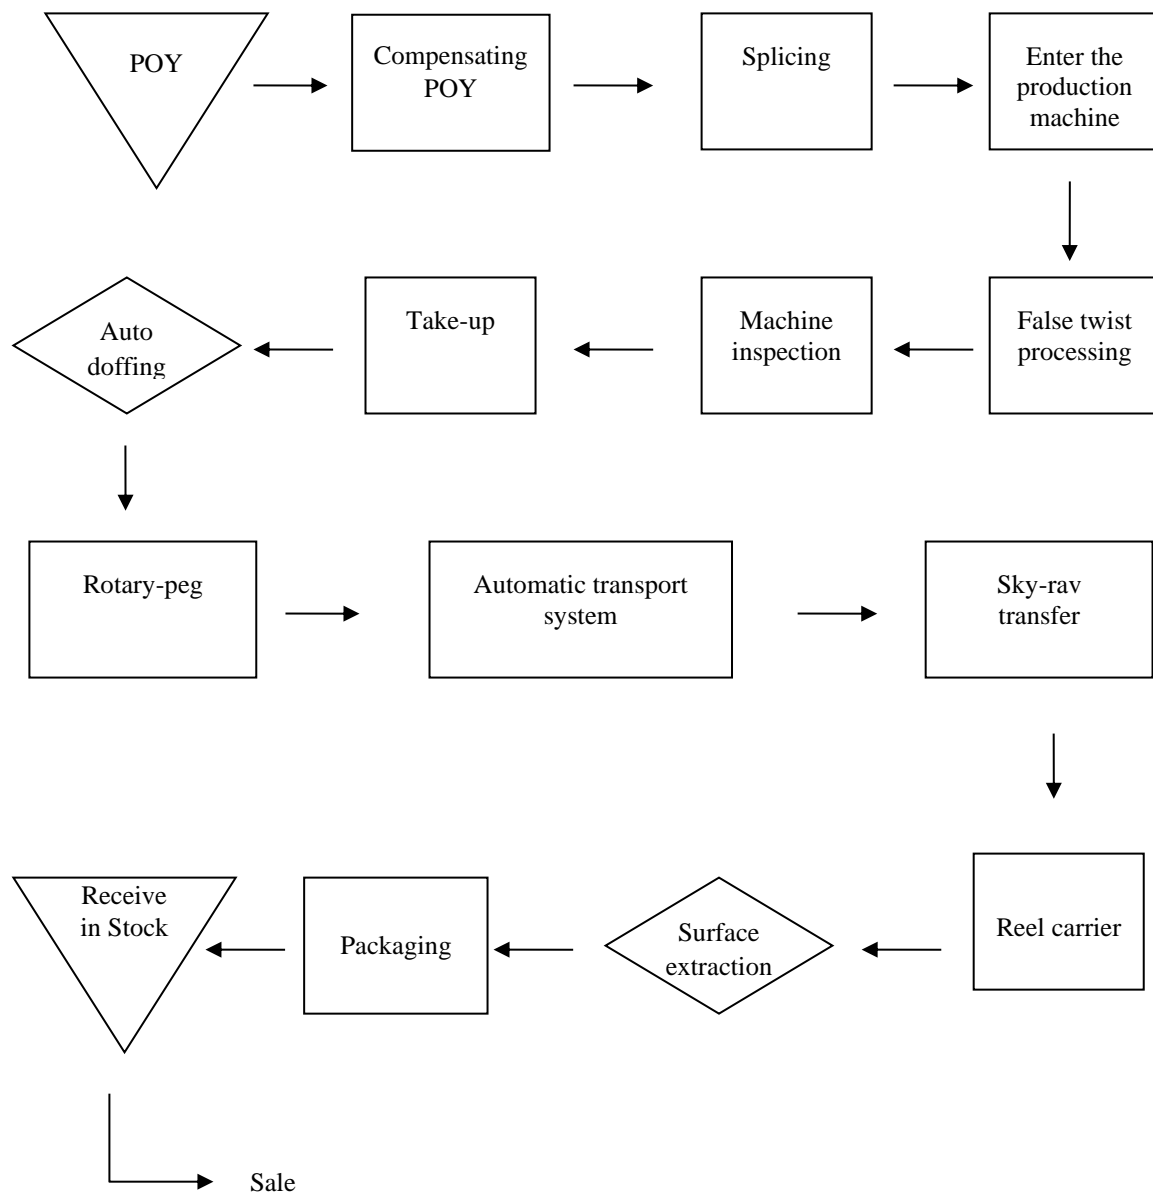 POY
Compensating
POY
Splicing
Enter the
production
machine
False twist
processing
Machine
inspection
Take-up
Auto
doffing
Rotary-peg
Automatic transport
system
Sky-rav
transfer
Reel carrier
Surface
extraction
Packaging
Receive
in Stock
Sale